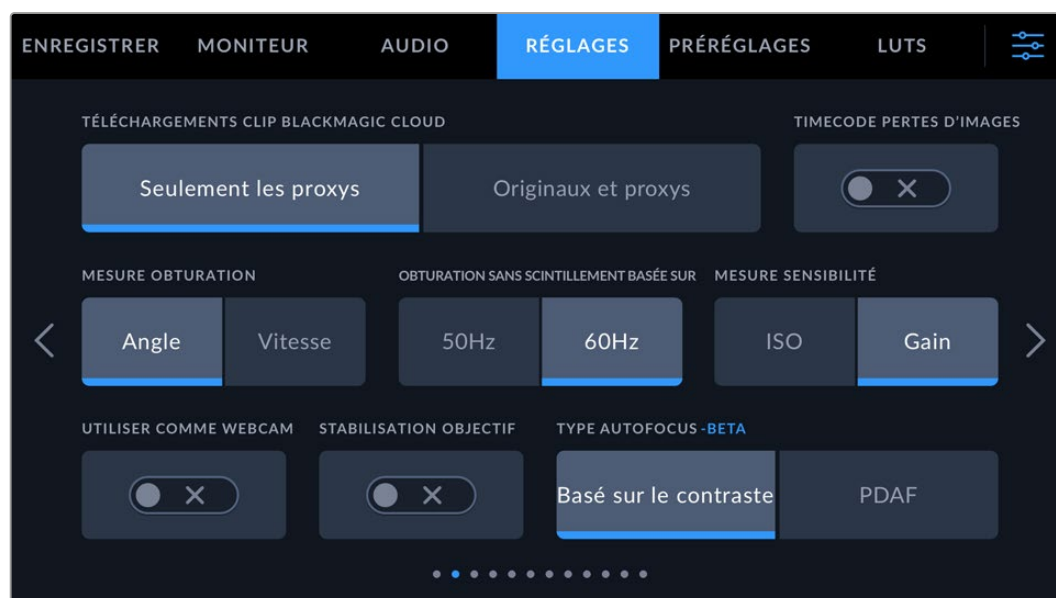 ENREGISTRER MONITEUR AUDIO RÉGLAGES PRÉRÉGLAGES LUTS
TÉLÉCHARGEMENTS CLIP BLACKMAGIC CLOUD TIMECODE PERTES D'IMAGES
Seulement les proxys Originaux et proxys
MESURE OBTURATION OBTURATION SANS SCINTILLEMENT BASÉE SUR MESURE SENSIBILITÉ
Angle Vitesse 50Hz 60Hz ISO Gain
UTILISER COMME WEBCAM STABILISATION OBJECTIF TYPE AUTOFOCUS -BETA
Basé sur le contraste PDAF